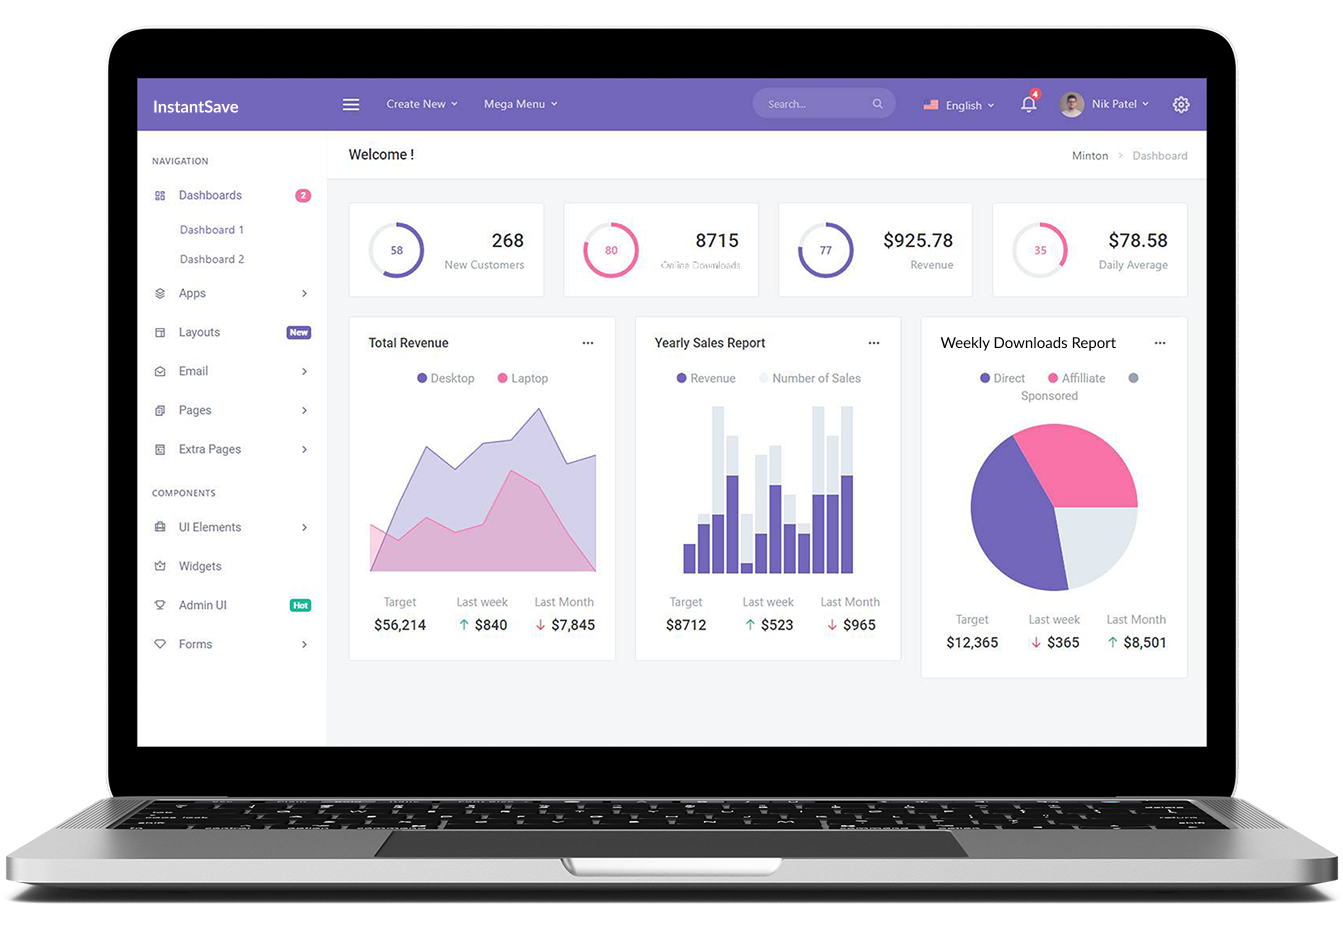 InstantSave
Create New
Mega Menu
Search...
English
4
Nik Patel
Welcome !
Minton > Dashboard
NAVIGATION
Dashboards
2
Dashboard 1
Dashboard 2
Apps
Layouts
New
Email
Pages
Extra Pages
COMPONENTS
UI Elements
Widgets
Admin UI
Hot
Forms
58
268
New Customers
80
8715
Online Downloads
77
$925.78
Revenue
35
$78.58
Daily Average
Total Revenue
Desktop
Laptop
Target
Last week
Last Month
$56,214
↑ $840
↓ $7,845
Yearly Sales Report
Revenue
Number of Sales
Target
Last week
Last Month
$8712
↑ $523
↓ $965
Weekly Downloads Report
Direct
Affilliate
Sponsored
Target
Last week
Last Month
$12,365
↓ $365
↑ $8,501